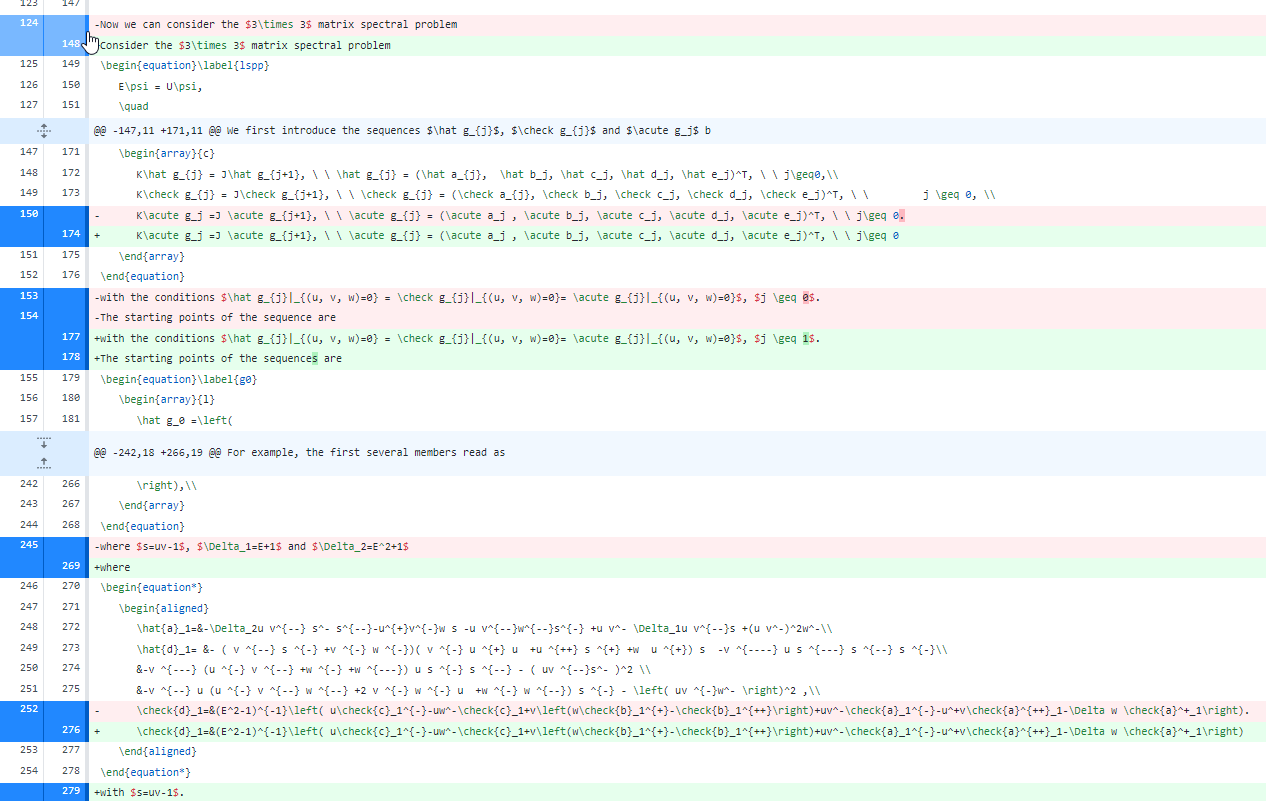 123 147
124 -Now we can consider the $3\times 3$ matrix spectral problem
148 Consider the $3\times 3$ matrix spectral problem
125 149 \begin{equation}\label{lspp}
126 150 E\psi = U\psi,
127 151 \quad
@@ -147,11 +171,11 @@ We first introduce the sequences $\hat g_{j}$, $\check g_{j}$ and $\acute g_j$ b
147 171 \begin{array}{c}
148 172 K\hat g_{j} = J\hat g_{j+1}, \ \ \hat g_{j} = (\hat a_{j}, \hat b_j, \hat c_j, \hat d_j, \hat e_j)^T, \ \ j\geq0,\\
149 173 K\check g_{j} = J\check g_{j+1}, \ \ \check g_{j} = (\check a_{j}, \check b_j, \check c_j, \check d_j, \check e_j)^T, \ \ j \geq 0, \\
150 - K\acute g_j =J \acute g_{j+1}, \ \ \acute g_{j} = (\acute a_j , \acute b_j, \acute c_j, \acute d_j, \acute e_j)^T, \ \ j\geq 0.
174 + K\acute g_j =J \acute g_{j+1}, \ \ \acute g_{j} = (\acute a_j , \acute b_j, \acute c_j, \acute d_j, \acute e_j)^T, \ \ j\geq 0
151 175 \end{array}
152 176 \end{equation}
153 -with the conditions $\hat g_{j}|_{(u, v, w)=0} = \check g_{j}|_{(u, v, w)=0}= \acute g_{j}|_{(u, v, w)=0}$, $j \geq 0$.
154 -The starting points of the sequence are
177 +with the conditions $\hat g_{j}|_{(u, v, w)=0} = \check g_{j}|_{(u, v, w)=0}= \acute g_{j}|_{(u, v, w)=0}$, $j \geq 1$.
178 +The starting points of the sequences are
155 179 \begin{equation}\label{g0}
156 180 \begin{array}{l}
157 181 \hat g_0 =\left(
@@ -242,18 +266,19 @@ For example, the first several members read as
242 266 \right),\\
243 267 \end{array}
244 268 \end{equation}
245 -where $s=uv-1$, $\Delta_1=E+1$ and $\Delta_2=E^2+1$
269 +where
246 270 \begin{equation*}
247 271 \begin{aligned}
248 272 \hat{a}_1=&-\Delta_2u v^{--} s^- s^{--}-u^{+}v^{-}w s -u v^{--}w^{--}s^{-} +u v^- \Delta_1u v^{--}s +(u v^-)^2w^-\\
249 273 \hat{d}_1= &- ( v ^{--} s ^{-} +v ^{-} w ^{-})( v ^{-} u ^{+} u +u ^{++} s ^{+} +w u ^{+}) s -v ^{----} u s ^{---} s ^{--} s ^{-}\\
250 274 &-v ^{---} (u ^{-} v ^{--} +w ^{-} +w ^{---}) u s ^{-} s ^{--} - ( uv ^{--}s^- )^2 \\
251 275 &-v ^{--} u (u ^{-} v ^{--} w ^{--} +2 v ^{-} w ^{-} u +w ^{-} w ^{--}) s ^{-} - \left( uv ^{-}w^- \right)^2 ,\\
252 - \check{d}_1=&(E^2-1)^{-1}\left( u\check{c}_1^{-}-uw^-\check{c}_1+v\left(w\check{b}_1^{+}-\check{b}_1^{++}\right)+uv^-\check{a}_1^{-}-u^+v\check{a}^{++}_1-\Delta w \check{a}^+_1\right).
276 + \check{d}_1=&(E^2-1)^{-1}\left( u\check{c}_1^{-}-uw^-\check{c}_1+v\left(w\check{b}_1^{+}-\check{b}_1^{++}\right)+uv^-\check{a}_1^{-}-u^+v\check{a}^{++}_1-\Delta w \check{a}^+_1\right)
253 277 \end{aligned}
254 278 \end{equation*}
279 +with $s=uv-1$.